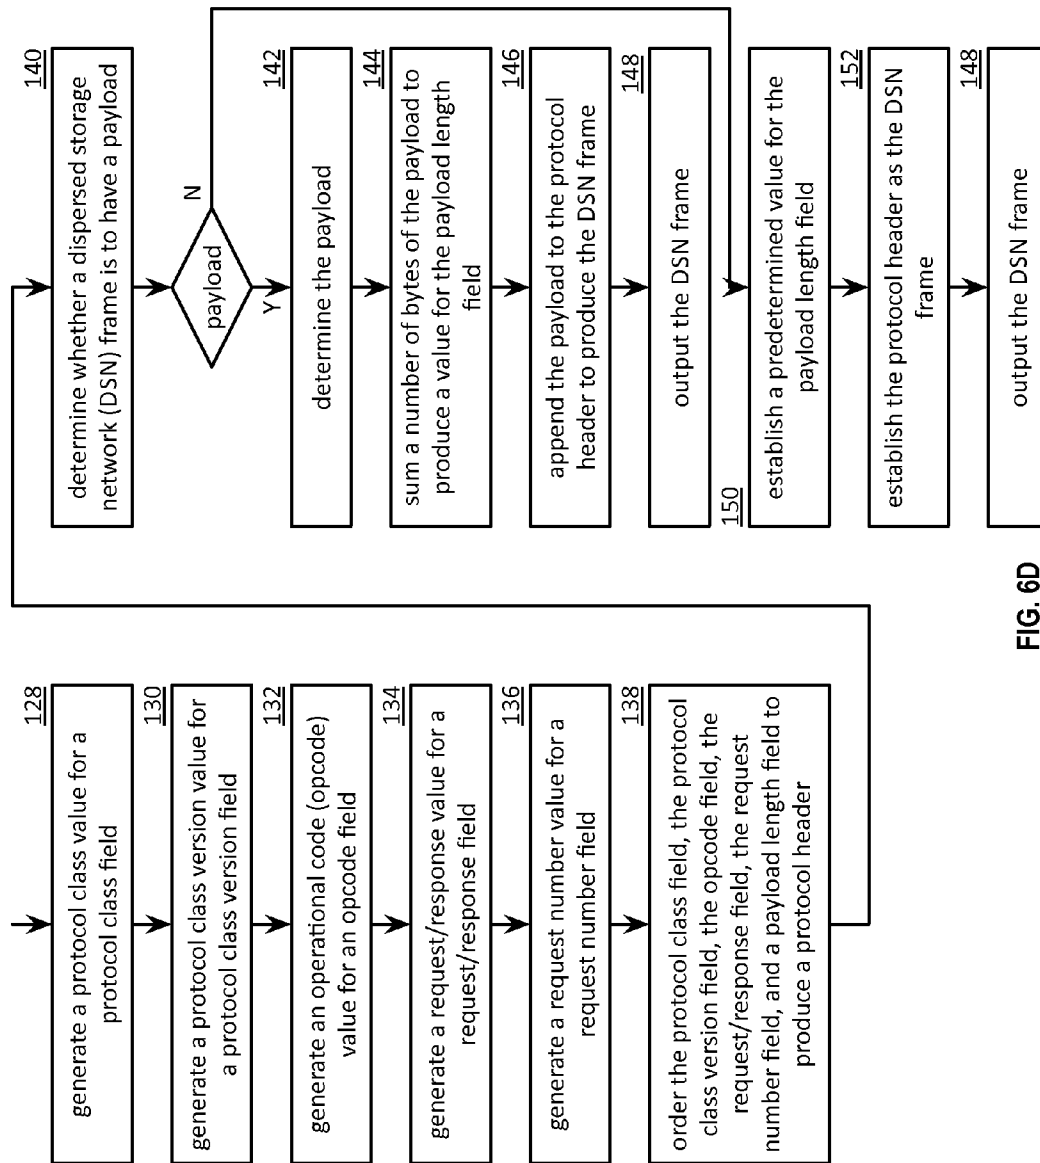 128
generate a protocol class value for a
protocol class field
130
generate a protocol class version value for
a protocol class version field
132
generate an operational code (opcode)
value for an opcode field
134
generate a request/response value for a
request/response field
136
generate a request number value for a
request number field
138
order the protocol class field, the protocol
class version field, the opcode field, the
request/response field, the request
number field, and a payload length field to
produce a protocol header
140
determine whether a dispersed storage
network (DSN) frame is to have a payload
payload
N
Y
142
determine the payload
144
sum a number of bytes of the payload to
produce a value for the payload length
field
146
append the payload to the protocol
header to produce the DSN frame
148
output the DSN frame
150
establish a predetermined value for the
payload length field
152
establish the protocol header as the DSN
frame
148
output the DSN frame
FIG. 6D